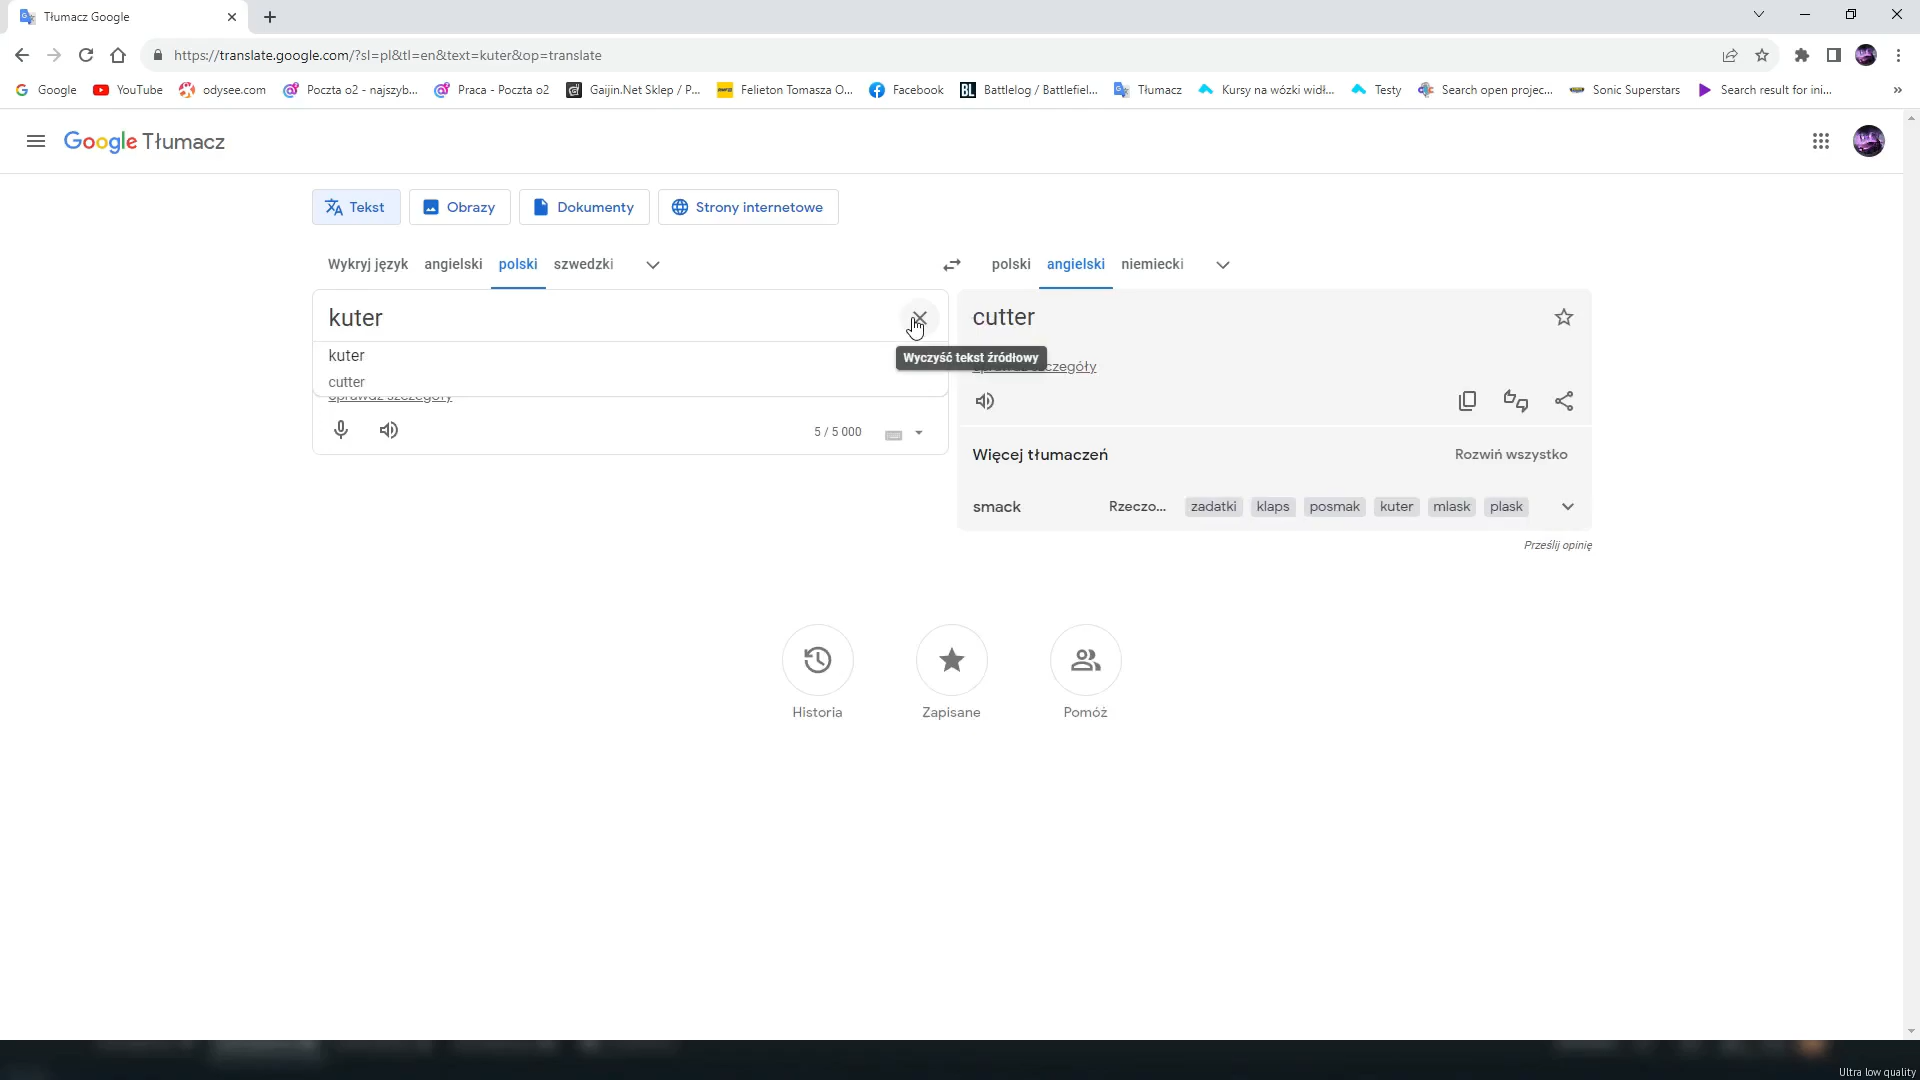 Tłumacz Google
https://translate.google.com/?sl=pl&tl=en&text=kuter&op=translate
Google YouTube odysee.com Poczta o2 - najszyb... Praca - Poczta o2 Gaijin.Net Sklep / P... Felieton Tomasza O... Facebook Battlelog / Battlefiel... Tłumacz Kursy na wózki widł... Testy Search open projec... Sonic Superstars Search result for ini... »
Google Tłumacz
Tekst Obrazy Dokumenty Strony internetowe
Wykryj język angielski polski szwedzki polski angielski niemiecki
kuter
cutter
kuter
Wyczyść tekst źródłowy
cutter
Sprawdź szczegóły
5 / 5 000
Więcej tłumaczeń Rozwiń wszystko
smack Rzeczo... zadatki klaps posmak kuter mlask plask
Prześlij opinię
Historia Zapisane Pomóż
Ultra low quality